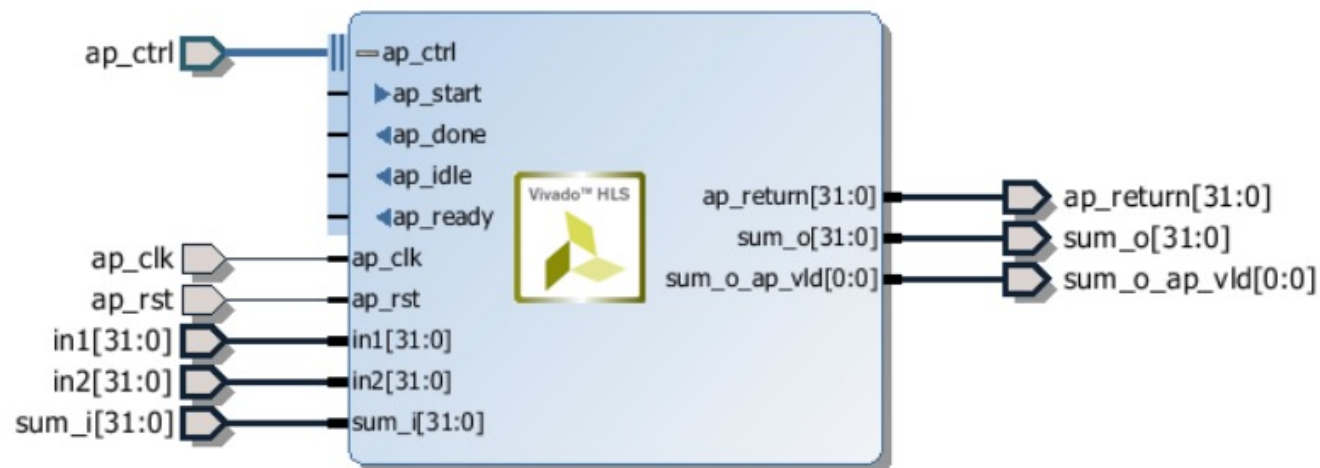 ap_ctrl
ap_ctrl
ap_start
ap_done
ap_idle
ap_ready
ap_clk
ap_clk
ap_rst
ap_rst
in1[31:0]
in1[31:0]
in2[31:0]
in2[31:0]
sum_i[31:0]
sum_i[31:0]
Vivado™ HLS
ap_return[31:0]
ap_return[31:0]
sum_o[31:0]
sum_o[31:0]
sum_o_ap_vld[0:0]
sum_o_ap_vld[0:0]